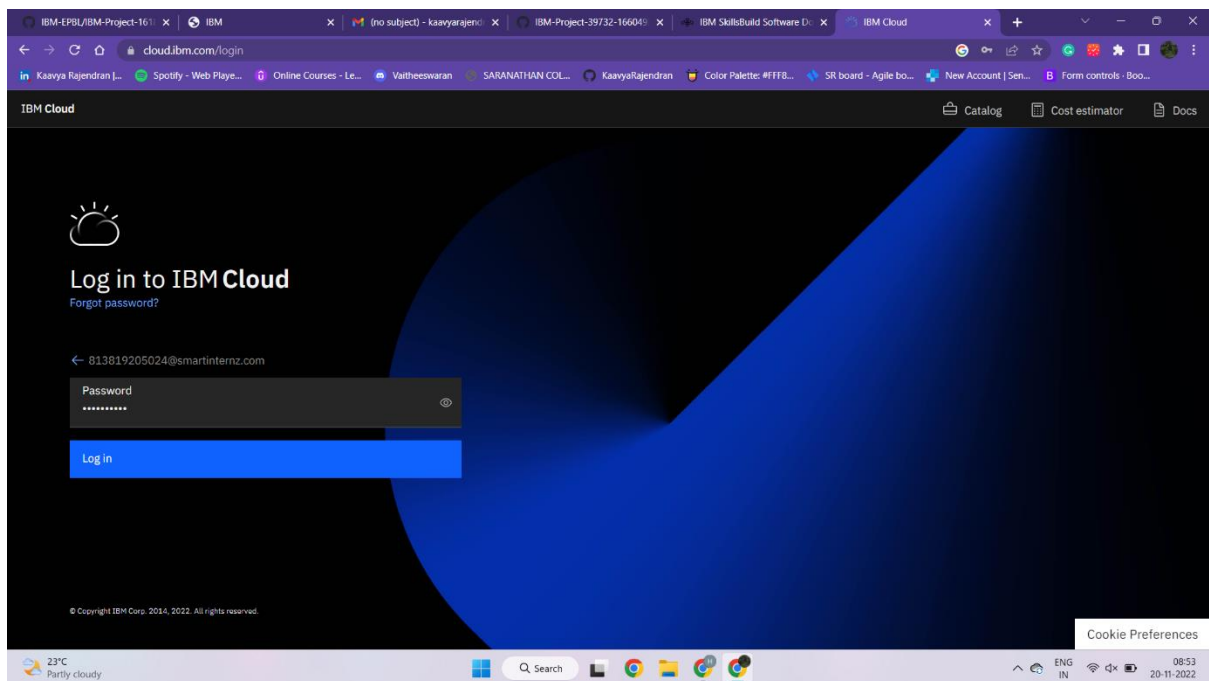 IBM-EPBL/IBM-Project-161
IBM
(no subject) - kaavyarajend
IBM-Project-39732-166049
IBM SkillsBuild Software De
IBM Cloud
cloud.ibm.com/login
Kaavya Rajendran |...
Spotify - Web Playe...
Online Courses - Le...
Vaitheeswaran
SARANATHAN COL...
KaavyaRajendran
Color Palette: #FFF8...
SR board - Agile bo...
New Account | Sen...
Form controls · Boo...
IBM Cloud
Catalog
Cost estimator
Docs
Log in to IBM Cloud
Forgot password?
← 813819205024@smartinternz.com
Password
••••••••••
Log in
© Copyright IBM Corp. 2014, 2022. All rights reserved.
Cookie Preferences
23°C
Partly cloudy
Search
ENG
IN
08:53
20-11-2022